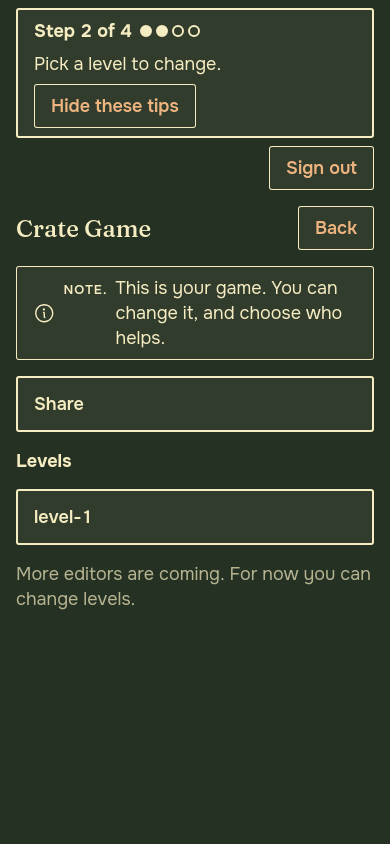 Step 2 of 4
Pick a level to change.
Hide these tips
Sign out
Crate Game
Back
NOTE. This is your game. You can
change it, and choose who
helps.
Share
Levels
level-1
More editors are coming. For now you can
change levels.